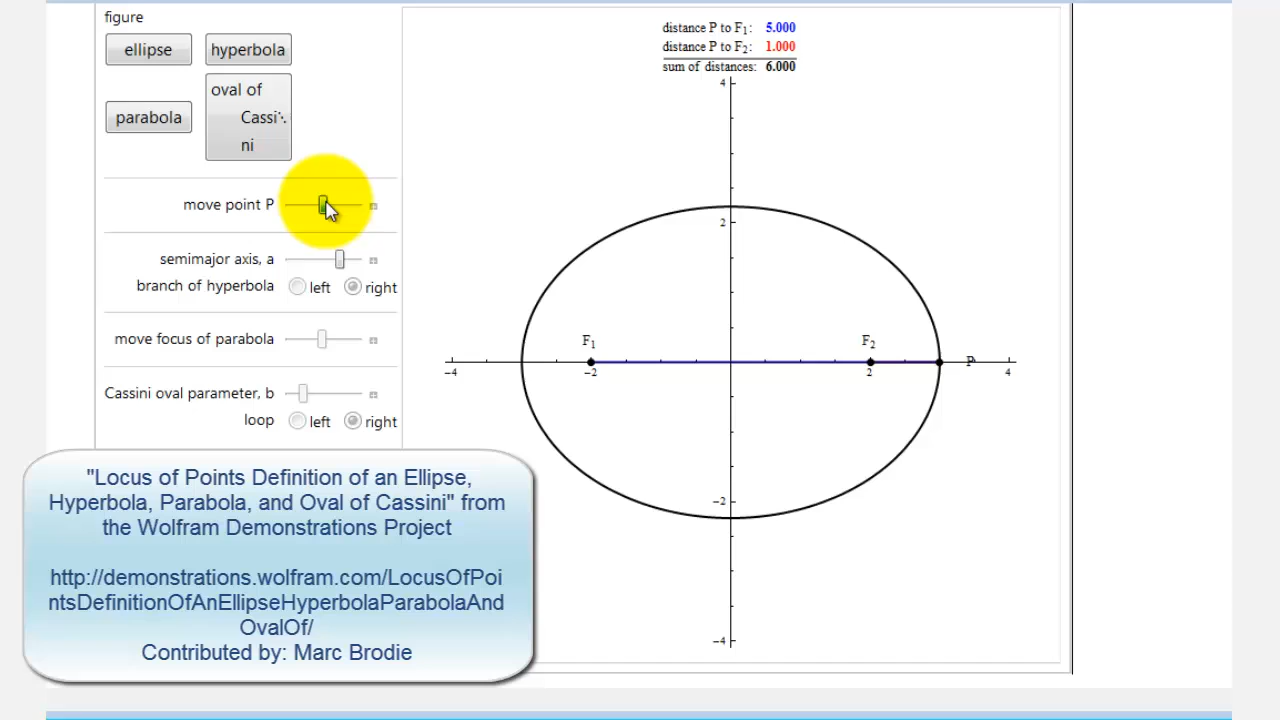 figure
ellipse
hyperbola
parabola
oval of
Cassi⋱
ni
move point P
semimajor axis, a
branch of hyperbola
left
right
move focus of parabola
Cassini oval parameter, b
loop
left
right
distance P to F1: 5.000
distance P to F2: 1.000
sum of distances: 6.000
4
2
F1
F2
P
−4
−2
2
4
−2
−4
"Locus of Points Definition of an Ellipse,
Hyperbola, Parabola, and Oval of Cassini" from
the Wolfram Demonstrations Project
http://demonstrations.wolfram.com/LocusOfPoi
ntsDefinitionOfAnEllipseHyperbolaParabolaAnd
OvalOf/
Contributed by: Marc Brodie